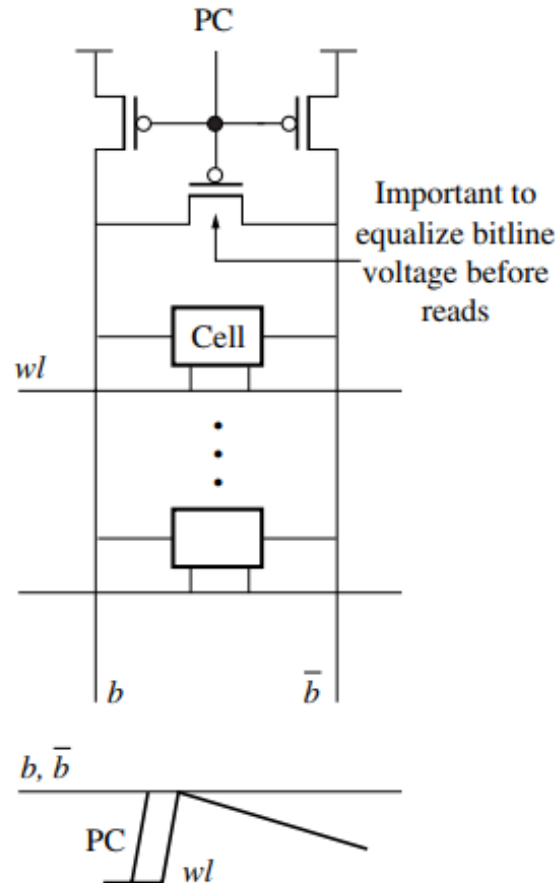 PC
Important to
equalize bitline
voltage before
reads
Cell
wl
b
b̅
b, b̅
PC
wl